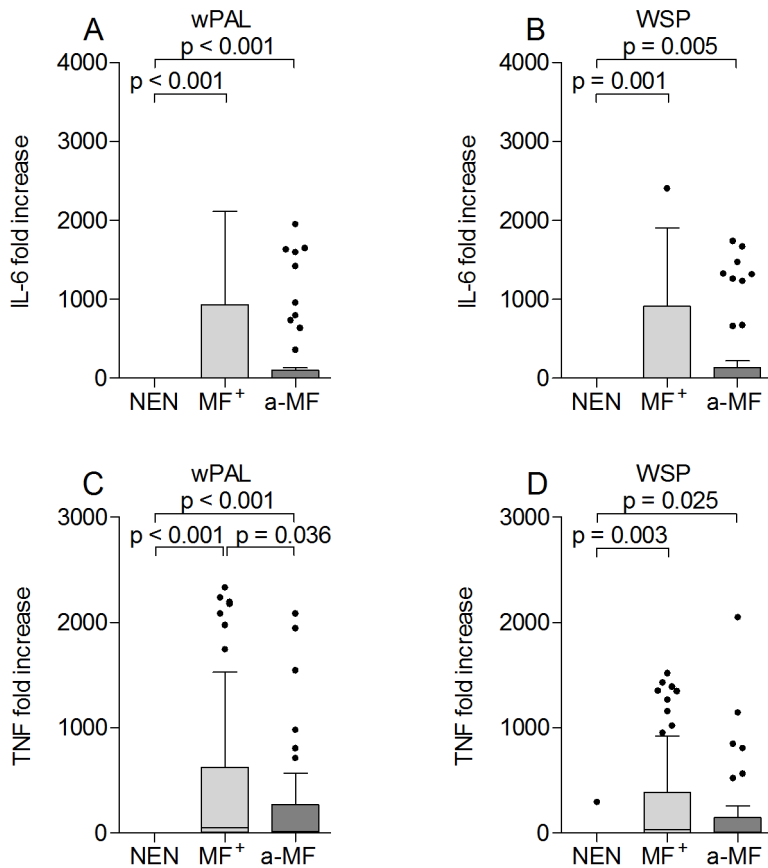 A
wPAL
p < 0.001
p < 0.001
4000
3000
2000
1000
0
IL-6 fold increase
NEN MF+ a-MF
B
WSP
p = 0.005
p = 0.001
4000
3000
2000
1000
0
IL-6 fold increase
NEN MF+ a-MF
C
wPAL
p < 0.001
p < 0.001 p = 0.036
3000
2000
1000
0
TNF fold increase
NEN MF+ a-MF
D
WSP
p = 0.025
p = 0.003
3000
2000
1000
0
TNF fold increase
NEN MF+ a-MF